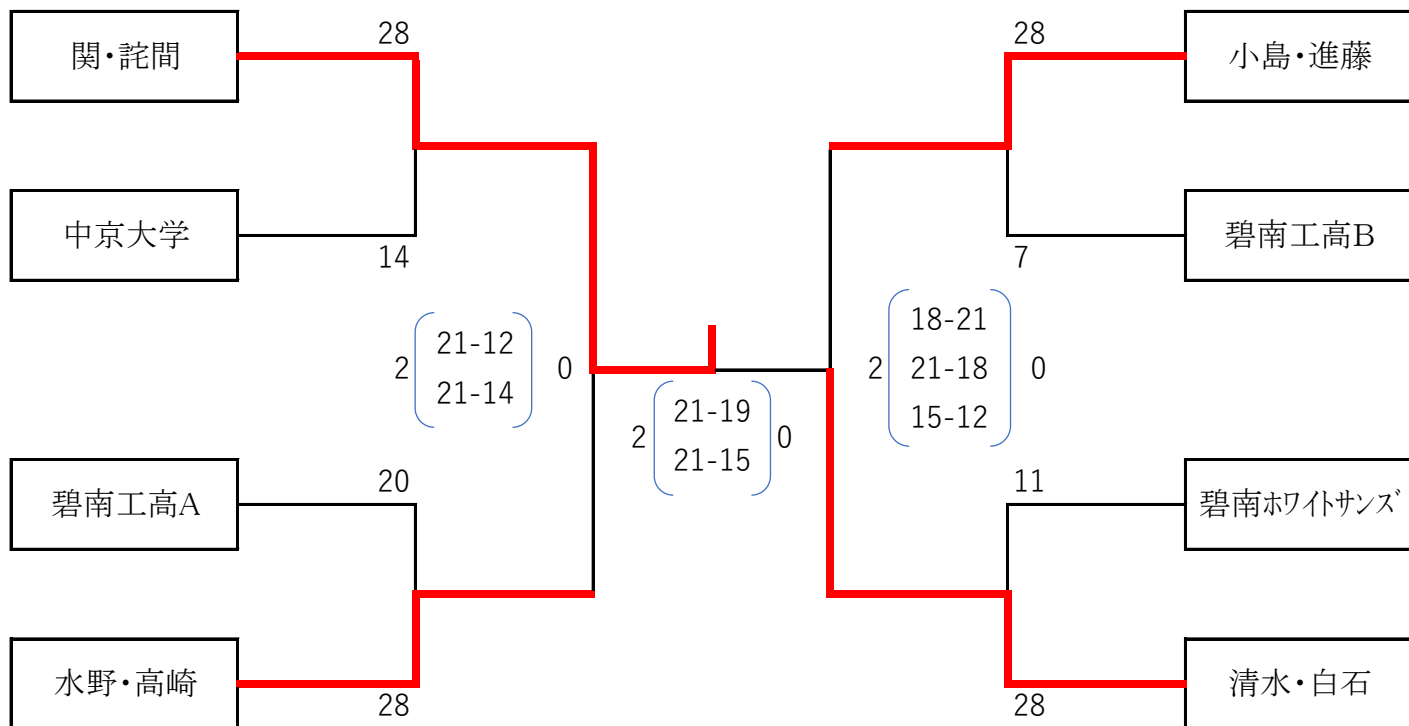 28
28
関・詫間
小島・進藤
中京大学
碧南工高B
14
7
18-21
21-12
2
0
2
21-18
0
21-14
15-12
21-19
2
0
21-15
20
11
碧南工高A
碧南ホワイトサンズ
水野・高崎
清水・白石
28
28